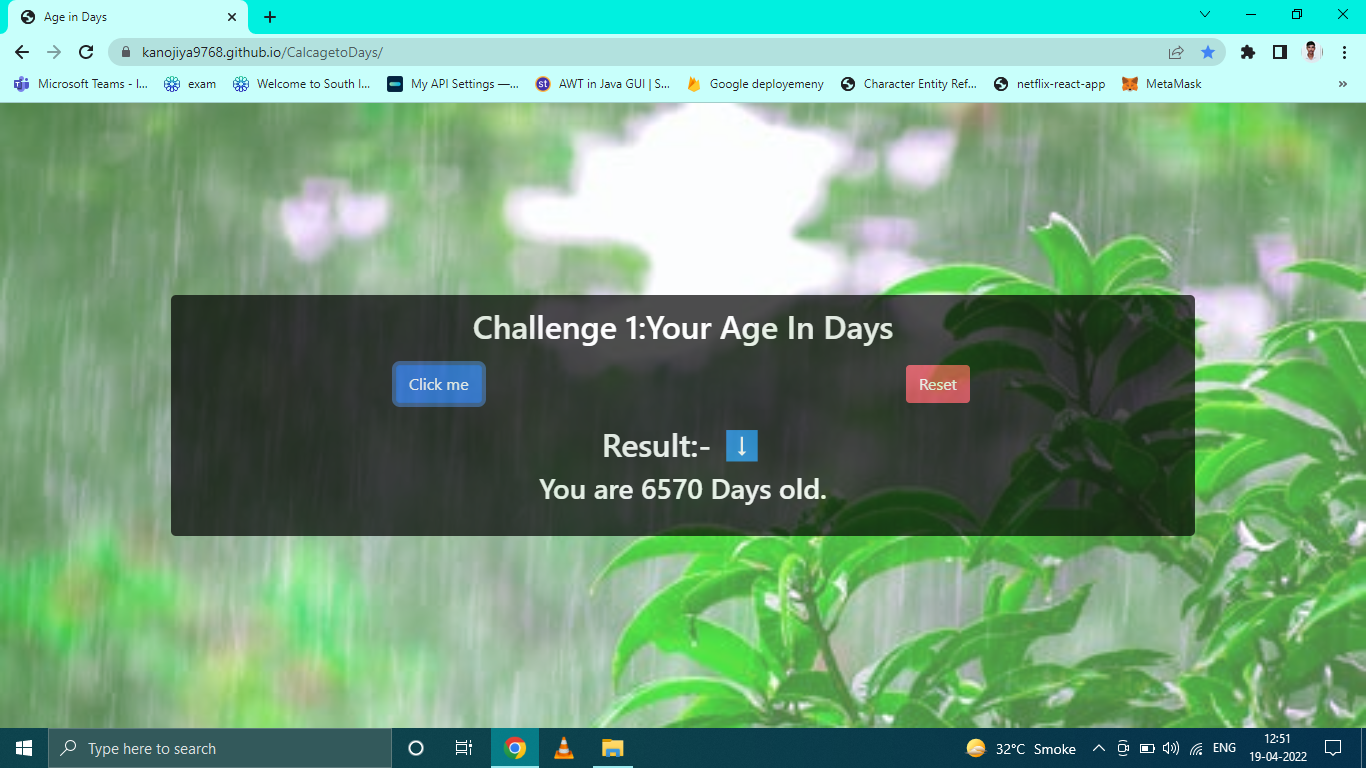 Age in Days
kanojiya9768.github.io/CalcagetoDays/
Microsoft Teams - I...
exam
Welcome to South I...
My API Settings —...
st
AWT in Java GUI | S...
Google deployemeny
Character Entity Ref...
netflix-react-app
MetaMask
»
Challenge 1:Your Age In Days
Click me
Reset
Result:- ↓
You are 6570 Days old.
Type here to search
32°C Smoke
ENG
12:51
19-04-2022